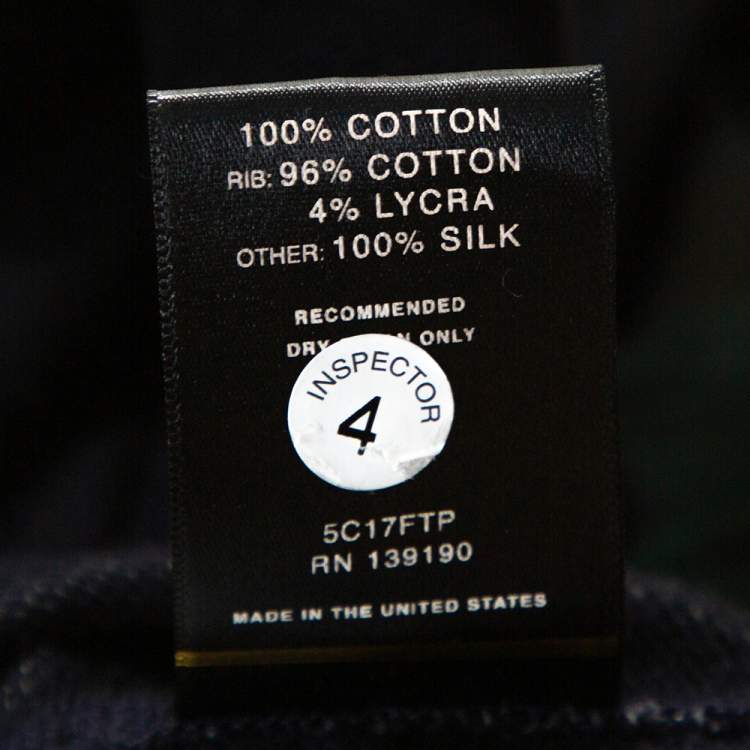 100% COTTON
RIB: 96% COTTON
4% LYCRA
OTHER: 100% SILK
RECOMMENDED
DRY ONLY
INSPECTOR
4
5C17FTP
RN 139190
MADE IN THE UNITED STATES